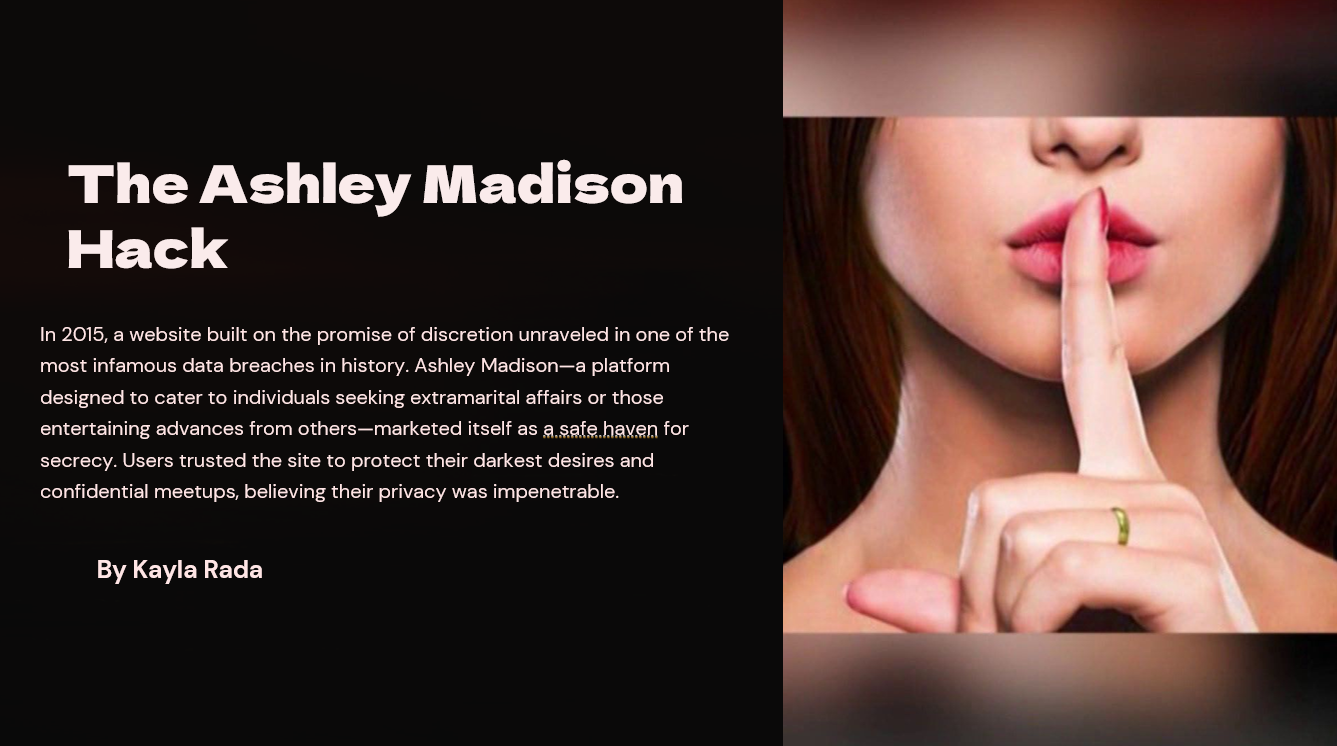 The Ashley Madison
Hack
In 2015, a website built on the promise of discretion unraveled in one of the
most infamous data breaches in history. Ashley Madison—a platform
designed to cater to individuals seeking extramarital affairs or those
entertaining advances from others—marketed itself as a safe haven for
secrecy. Users trusted the site to protect their darkest desires and
confidential meetups, believing their privacy was impenetrable.
By Kayla Rada